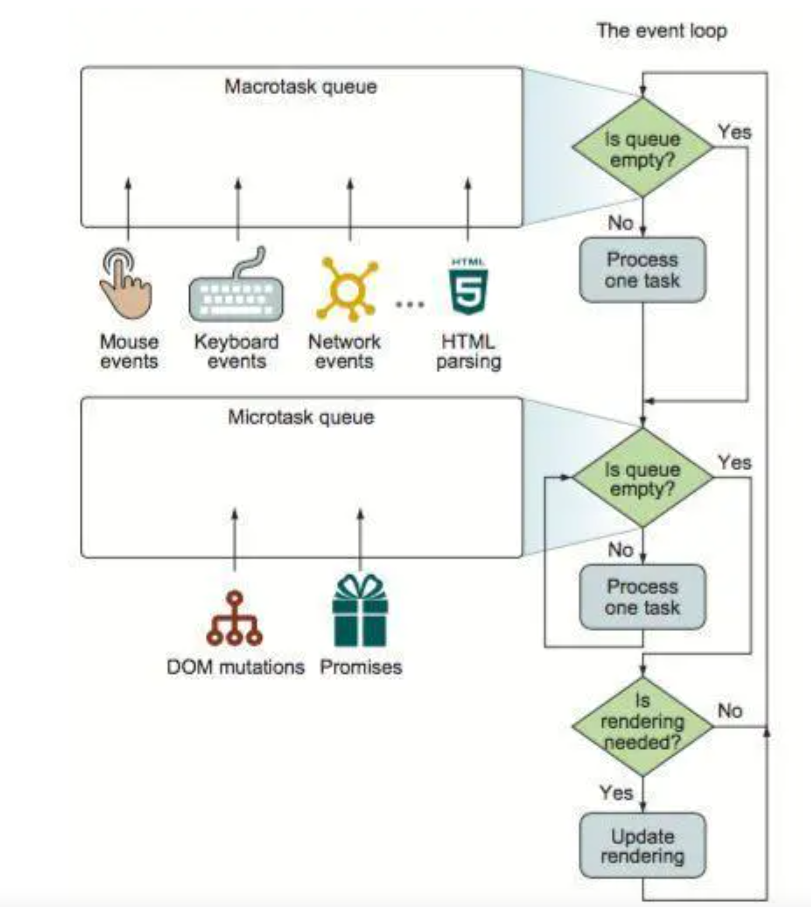 The event loop
Macrotask queue
Is queue
empty?
Yes
No
Process
one task
HTML
5
...
Mouse
events
Keyboard
events
Network
events
HTML
parsing
Microtask queue
Is queue
empty?
Yes
No
Process
one task
DOM mutations
Promises
Is
rendering
needed?
No
Yes
Update
rendering